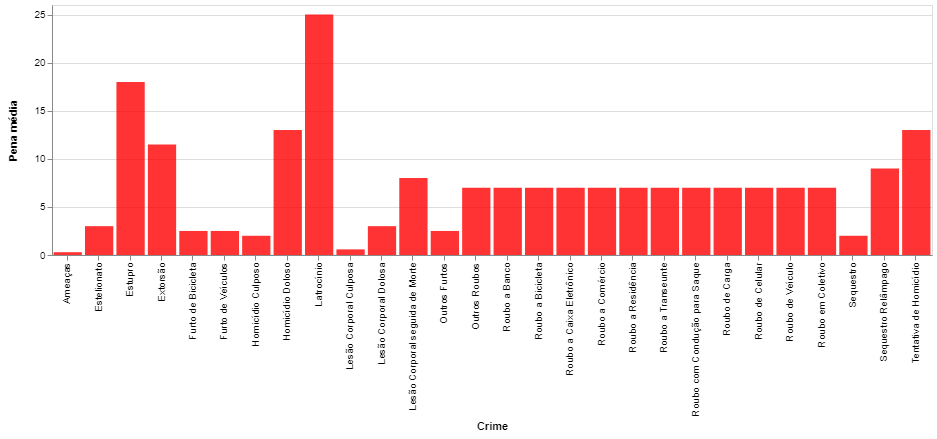 25
20
15
10
5
0
Pena média
Ameaças
Estelionato
Estupro
Extorsão
Furto de Bicicleta
Furto de Veículos
Homicídio Culposo
Homicídio Doloso
Latrocínio
Lesão Corporal Culposa
Lesão Corporal Dolosa
Lesão Corporal seguida de Morte
Outros Furtos
Outros Roubos
Roubo a Banco
Roubo a Bicicleta
Roubo a Caixa Eletrônico
Roubo a Comércio
Roubo a Residência
Roubo a Transeunte
Roubo com Condução para Saque
Roubo de Carga
Roubo de Celular
Roubo de Veículo
Roubo em Coletivo
Sequestro
Sequestro Relâmpago
Tentativa de Homicídio
Crime